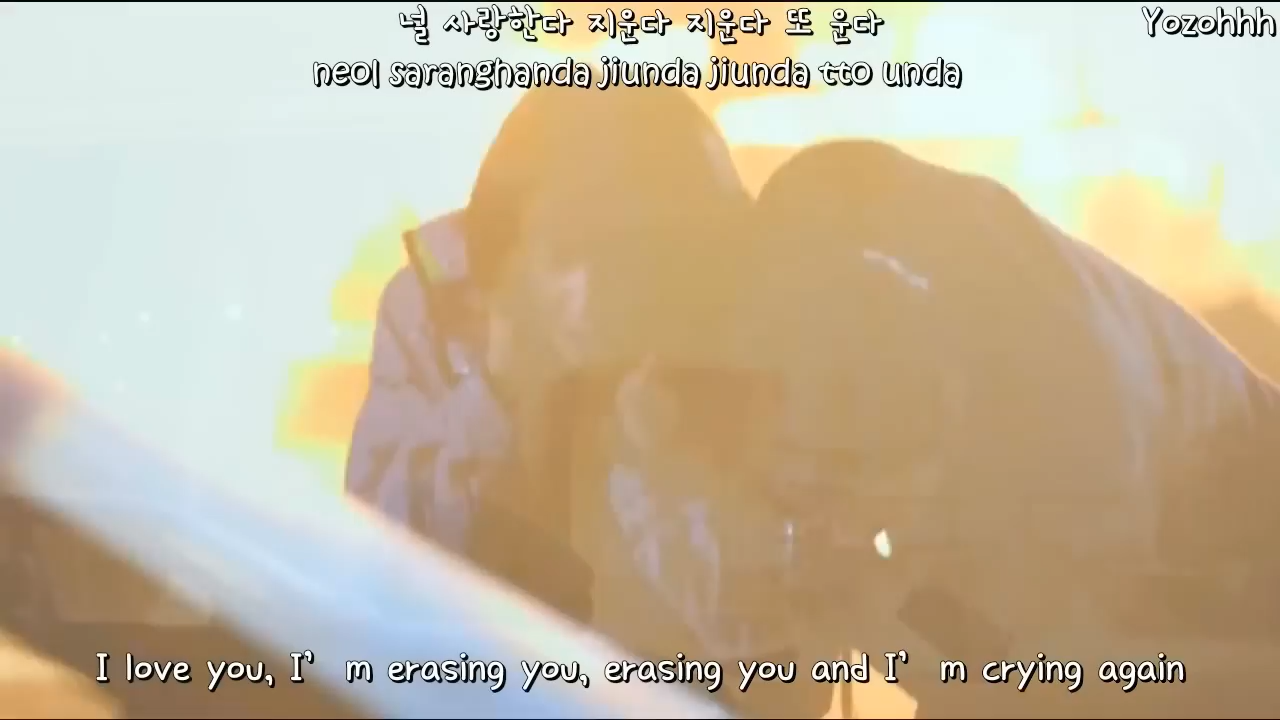 널 사랑한다 지운다 지운다 또 운다
Yozohhh
neol saranghanda jiunda jiunda tto unda
I love you, I’m erasing you, erasing you and I’m crying again